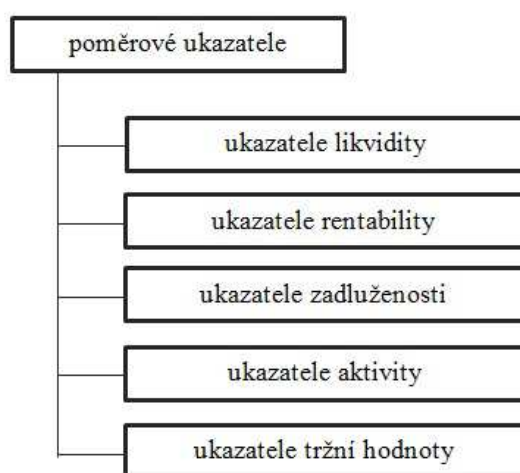 poměrové ukazatele
ukazatele likvidity
ukazatele rentability
ukazatele zadluženosti
ukazatele aktivity
ukazatele tržní hodnoty